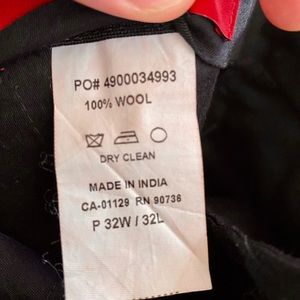 PO# 4900034993
100% WOOL
DRY CLEAN
MADE IN INDIA
CA-01129 RN 90736
P 32W / 32L